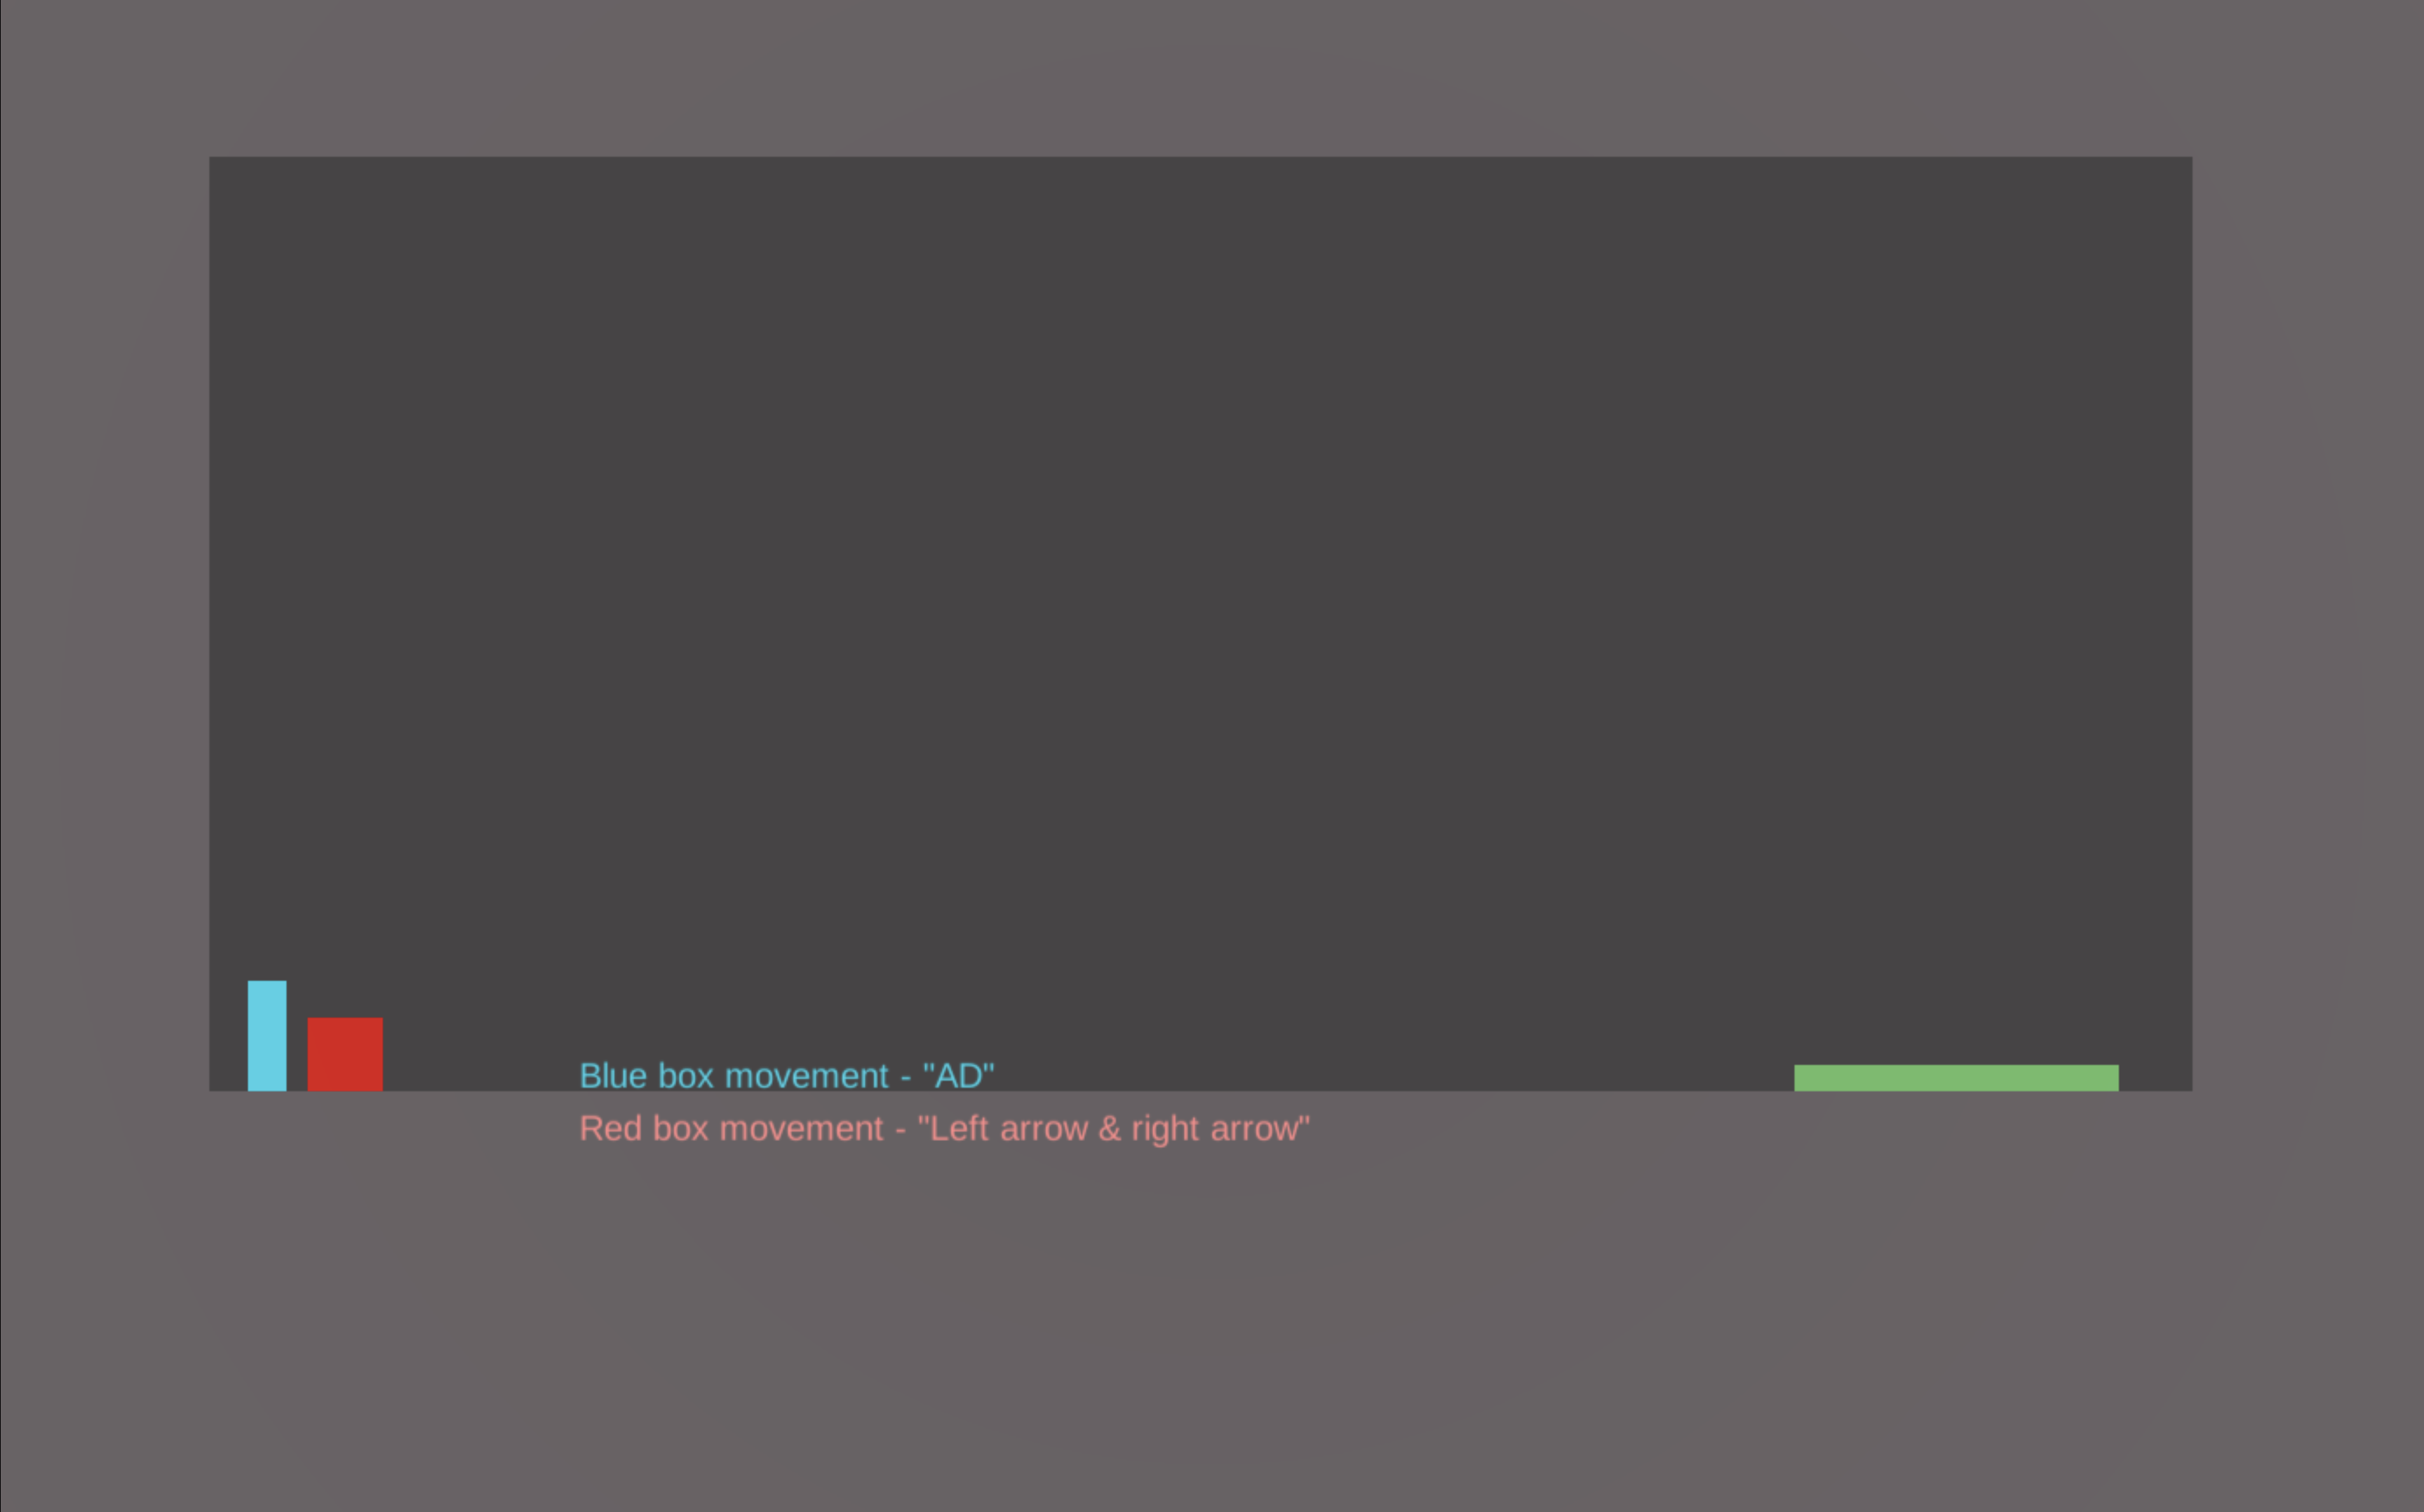 Blue box movement - "AD"
Red box movement - "Left arrow & right arrow"